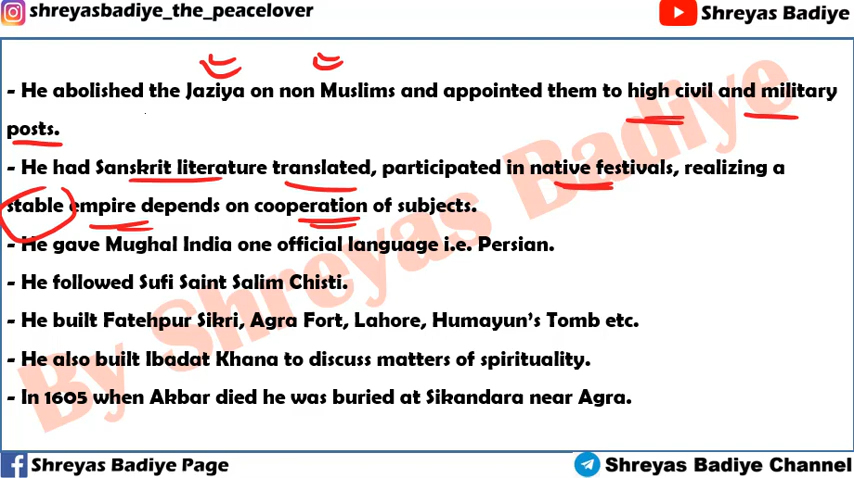 shreyasbadiye_the_peacelover
Shreyas Badiye
- He abolished the Jaziya on non Muslims and appointed them to high civil and military
posts.
- He had Sanskrit literature translated, participated in native festivals, realizing a
stable empire depends on cooperation of subjects.
- He gave Mughal India one official language i.e. Persian.
- He followed Sufi Saint Salim Chisti.
- He built Fatehpur Sikri, Agra Fort, Lahore, Humayun's Tomb etc.
- He also built Ibadat Khana to discuss matters of spirituality.
- In 1605 when Akbar died he was buried at Sikandara near Agra.
By Shreyas Badiye
Shreyas Badiye Page
Shreyas Badiye Channel